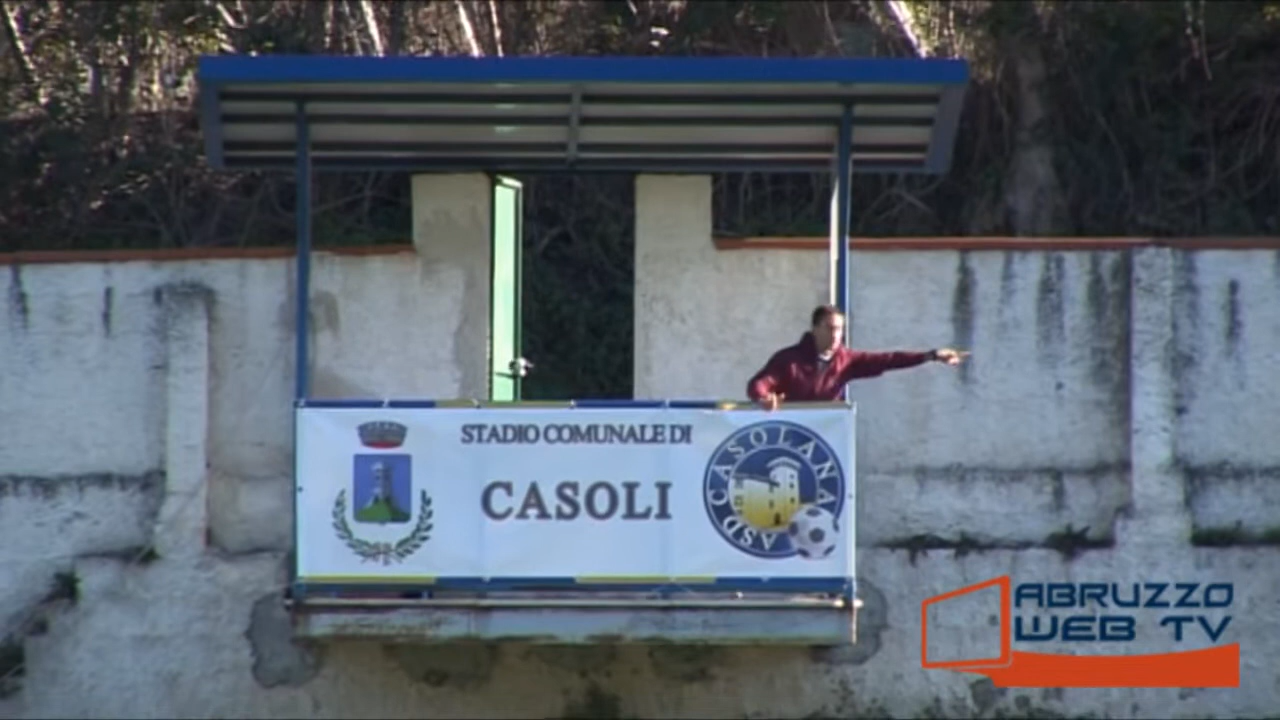 STADIO COMUNALE DI
CASOLI
ASD CASOLANA
ABRUZZO
WEB TV